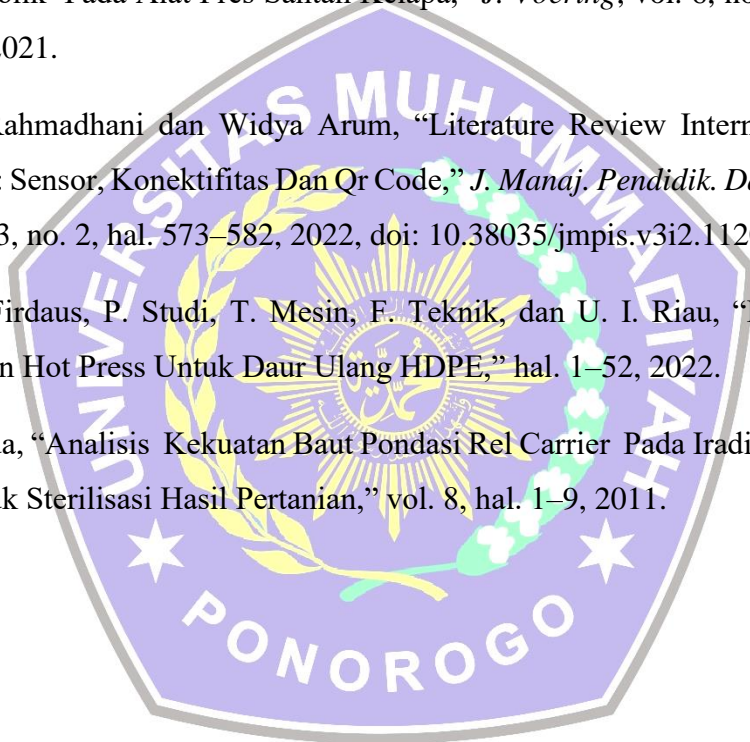 Pada Alat Pres Santan Kelapa,” J. Voering, vol. 6, no
2021.
Rahmadhani dan Widya Arum, “Literature Review Intern
: Sensor, Konektifitas Dan Qr Code,” J. Manaj. Pendidik. D
3, no. 2, hal. 573–582, 2022, doi: 10.38035/jmpis.v3i2.112
Firdaus, P. Studi, T. Mesin, F. Teknik, dan U. I. Riau, “
n Hot Press Untuk Daur Ulang HDPE,” hal. 1–52, 2022.
a, “Analisis Kekuatan Baut Pondasi Rel Carrier Pada Iradi
k Sterilisasi Hasil Pertanian,” vol. 8, hal. 1–9, 2011.
UNIVERSITAS MUHAMMADIYAH
PONOROGO